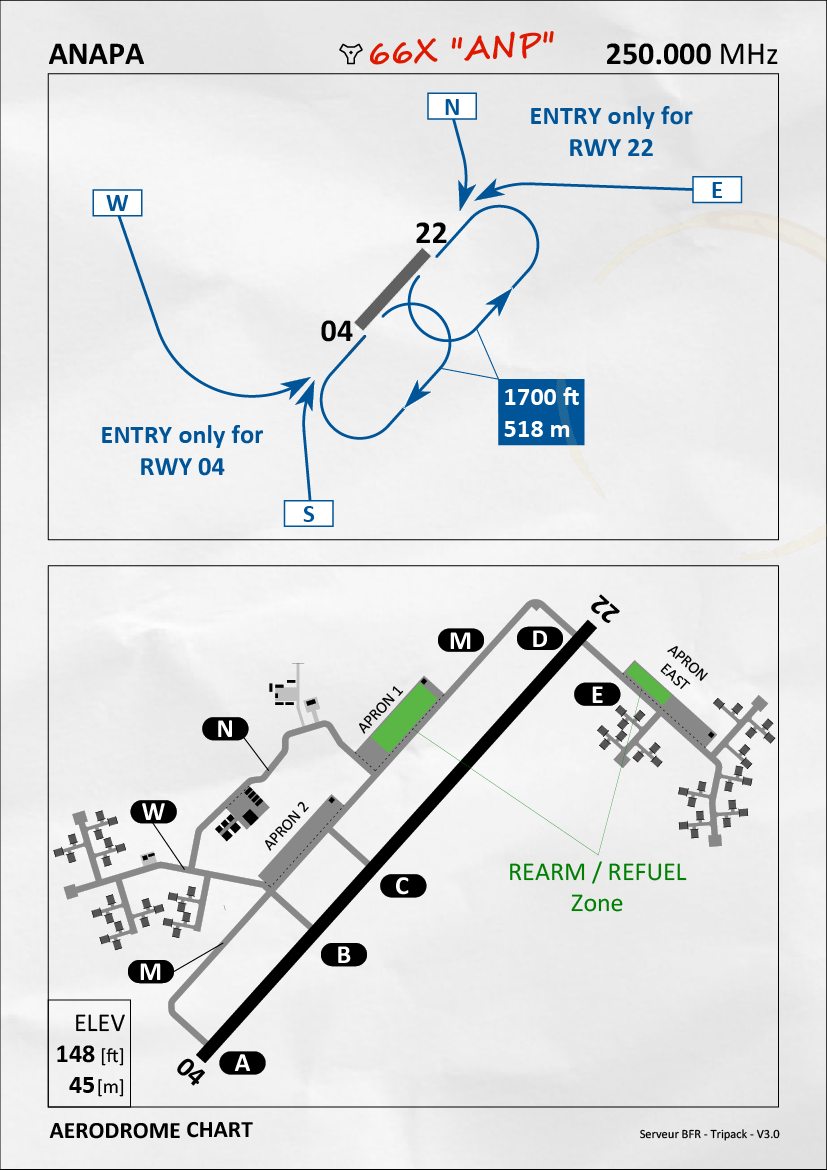 ANAPA
66X "ANP"
250.000 MHz
N
ENTRY only for
RWY 22
W
E
22
04
1700 ft
518 m
ENTRY only for
RWY 04
S
22
M
D
APRON
EAST
E
APRON 1
N
W
APRON 2
REARM / REFUEL
Zone
C
B
M
ELEV
148 [ft]
45 [m]
A
04
AERODROME CHART
Serveur BFR - Tripack - V3.0